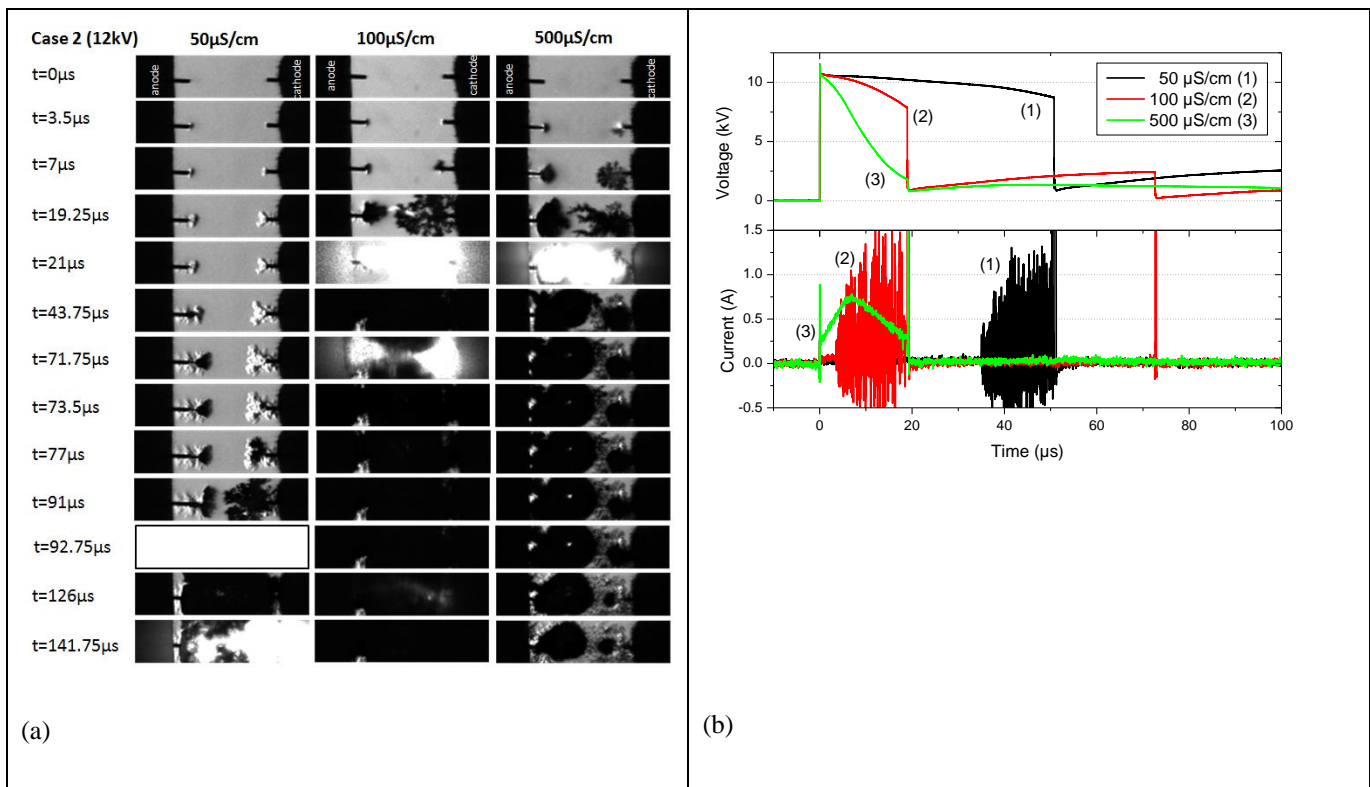 Case 2 (12kV) 50µS/cm 100µS/cm 500µS/cm
anode cathode anode cathode anode cathode
t=0µs
t=3.5µs
t=7µs
t=19.25µs
t=21µs
t=43.75µs
t=71.75µs
t=73.5µs
t=77µs
t=91µs
t=92.75µs
t=126µs
t=141.75µs
(a)
10
5
0
Voltage (kV)
50 µS/cm (1)
100 µS/cm (2)
500 µS/cm (3)
(1)
(2)
(3)
1.5
1.0
0.5
0.0
-0.5
Current (A)
(2)
(1)
(3)
0 20 40 60 80 100
Time (µs)
(b)